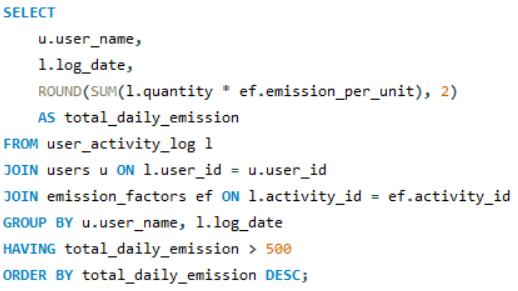 SELECT
    u.user_name,
    l.log_date,
    ROUND(SUM(l.quantity * ef.emission_per_unit), 2)
    AS total_daily_emission
FROM user_activity_log l
JOIN users u ON l.user_id = u.user_id
JOIN emission_factors ef ON l.activity_id = ef.activity_id
GROUP BY u.user_name, l.log_date
HAVING total_daily_emission > 500
ORDER BY total_daily_emission DESC;